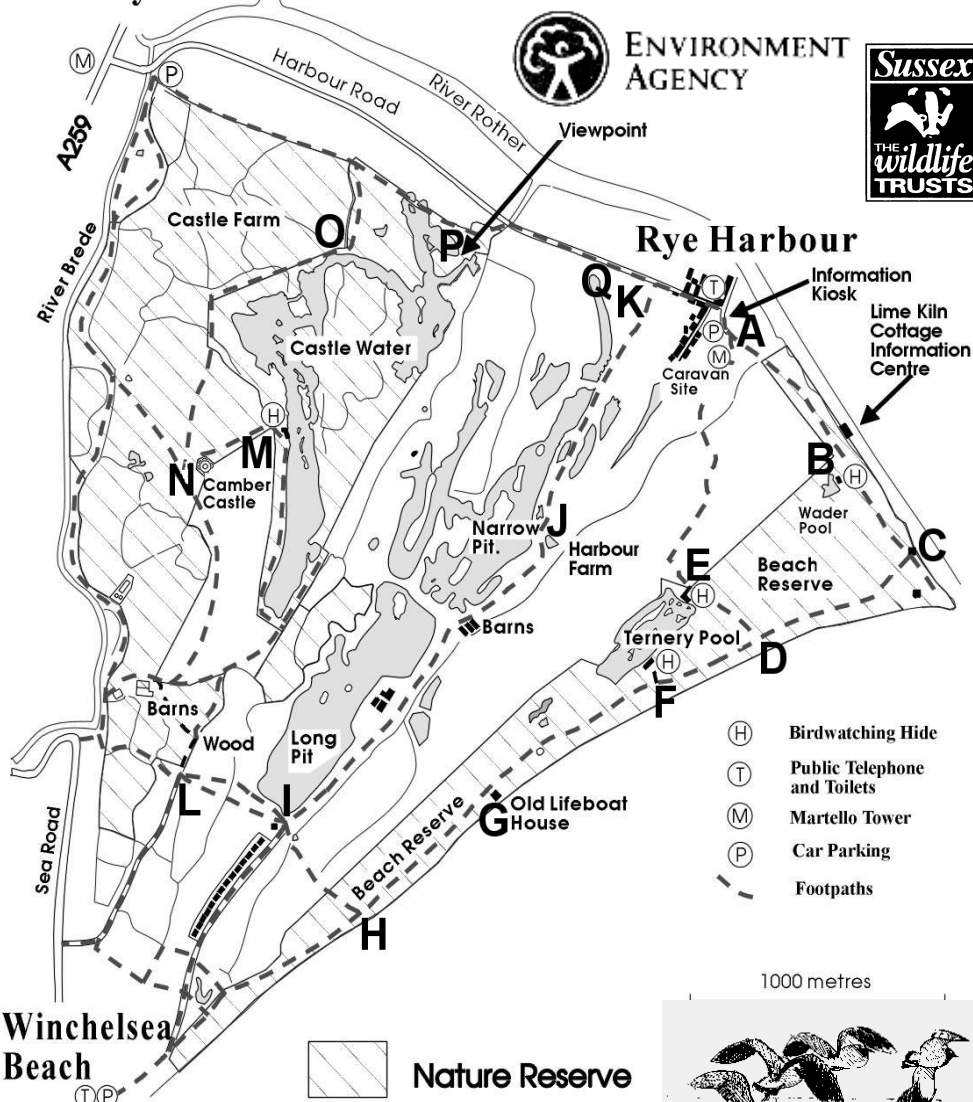 M
P
Harbour Road
River Rother
ENVIRONMENT
AGENCY
Sussex
THE
wildlife
TRUSTS
A259
Viewpoint
River Brede
Castle Farm
O
P
Rye Harbour
Q
K
T
Information
Kiosk
A
P
M
Caravan
Site
Lime Kiln
Cottage
Information
Centre
Castle Water
H
M
N
Camber
Castle
B
H
Wader
Pool
C
Narrow
Pit.
J
Harbour
Farm
Beach
Reserve
E
H
Barns
Ternery Pool
H
D
F
Barns
Wood
Long
Pit
L
I
G
Old Lifeboat
House
Beach Reserve
H
Sea Road
H Birdwatching Hide
T Public Telephone
and Toilets
M Martello Tower
P Car Parking
Footpaths
1000 metres
Winchelsea
Beach
T P
Nature Reserve